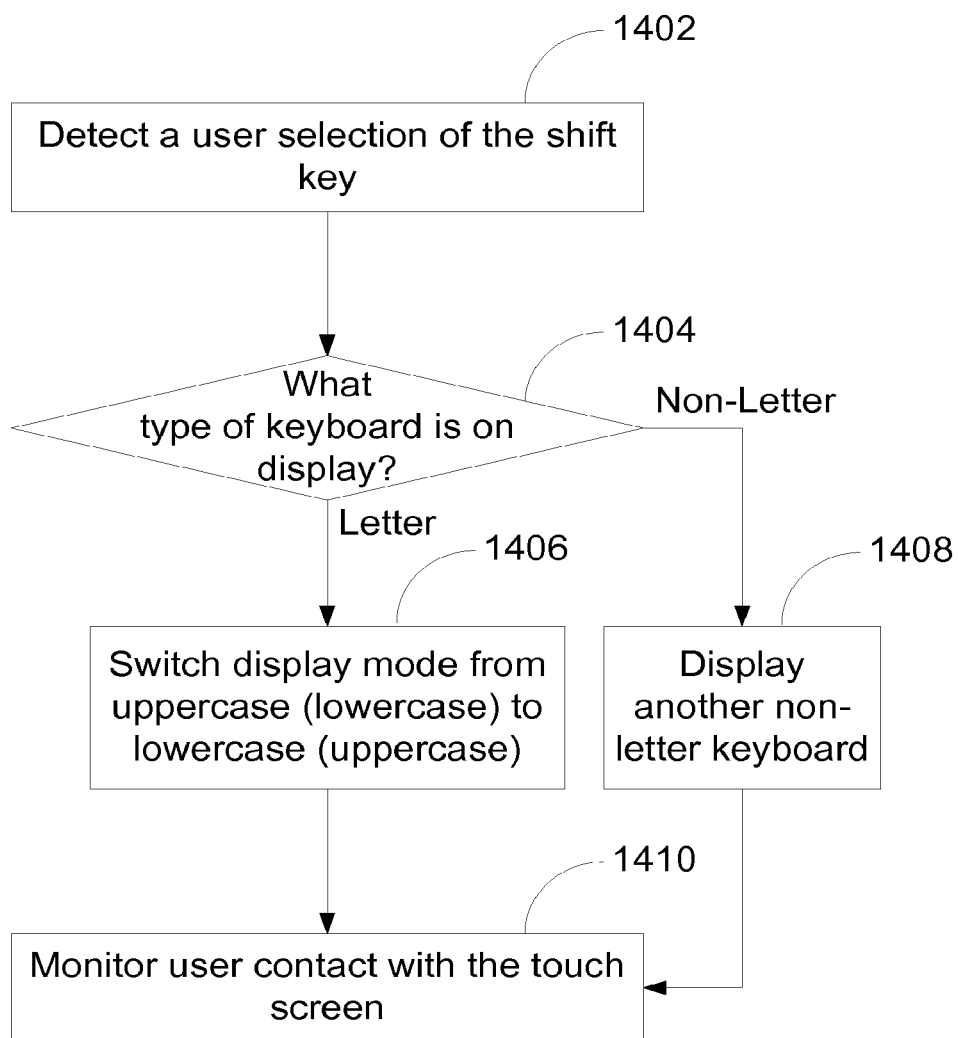 1402
Detect a user selection of the shift
key
1404
What
type of keyboard is on
display?
Non-Letter
Letter
1406
1408
Switch display mode from
uppercase (lowercase) to
lowercase (uppercase)
Display
another non-
letter keyboard
1410
Monitor user contact with the touch
screen